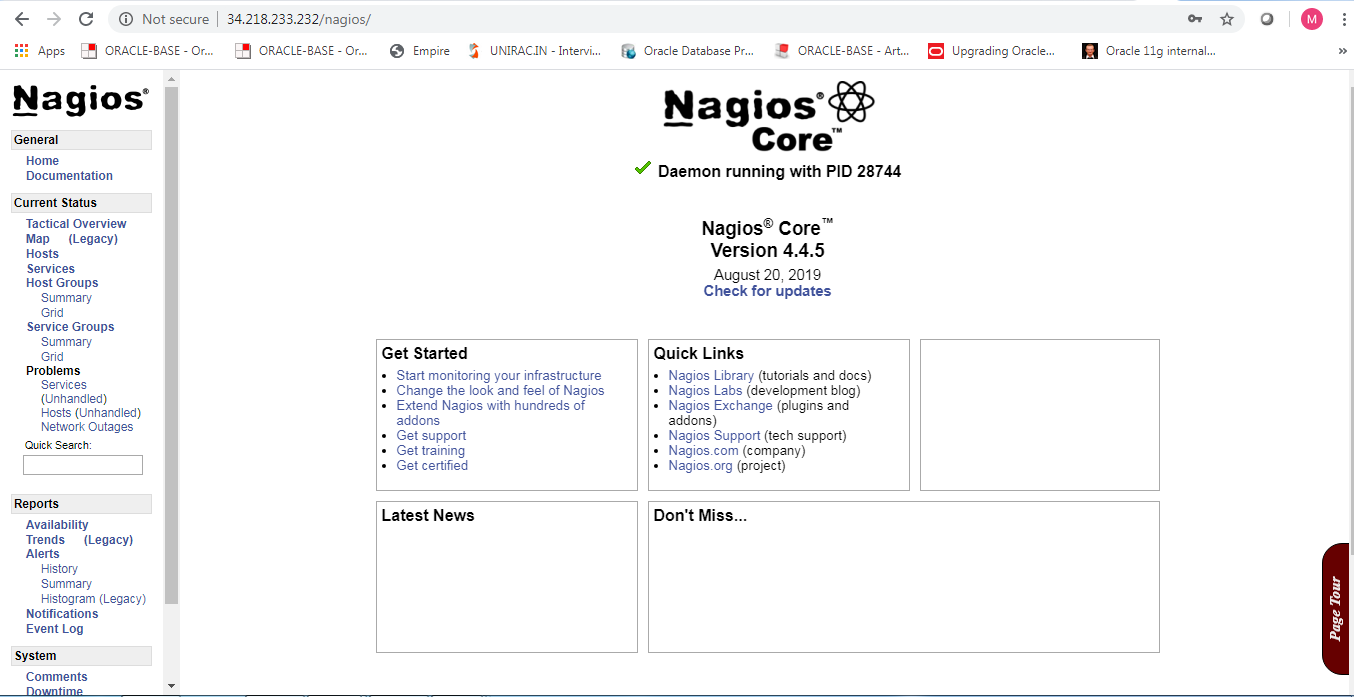 Not secure 34.218.233.232/nagios/ M
Apps ORACLE-BASE - Or... ORACLE-BASE - Or... Empire UNIRAC.IN - Intervi... Oracle Database Pr... ORACLE-BASE - Art... Upgrading Oracle... Oracle 11g internal... »
Nagios®
General
Home
Documentation
Current Status
Tactical Overview
Map (Legacy)
Hosts
Services
Host Groups
Summary
Grid
Service Groups
Summary
Grid
Problems
Services
(Unhandled)
Hosts (Unhandled)
Network Outages
Quick Search:
Reports
Availability
Trends (Legacy)
Alerts
History
Summary
Histogram (Legacy)
Notifications
Event Log
System
Comments
Downtime
Nagios®
Core™
Daemon running with PID 28744
Nagios® Core™
Version 4.4.5
August 20, 2019
Check for updates
Get Started
• Start monitoring your infrastructure
• Change the look and feel of Nagios
• Extend Nagios with hundreds of
addons
• Get support
• Get training
• Get certified
Quick Links
• Nagios Library (tutorials and docs)
• Nagios Labs (development blog)
• Nagios Exchange (plugins and
addons)
• Nagios Support (tech support)
• Nagios.com (company)
• Nagios.org (project)
Latest News
Don't Miss...
Page Tour